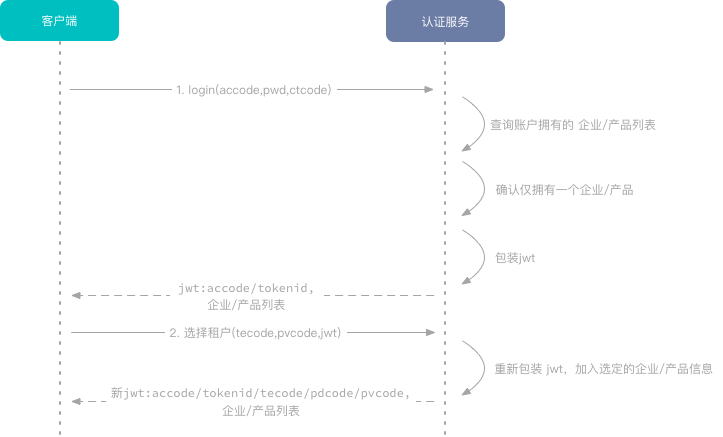 客户端
认证服务
1. login(accode,pwd,ctcode)
查询账户拥有的 企业/产品列表
确认仅拥有一个企业/产品
包装jwt
jwt:accode/tokenid,
企业/产品列表
2. 选择租户(tecode,pvcode,jwt)
重新包装 jwt，加入选定的企业/产品信息
新jwt:accode/tokenid/tecode/pdcode/pvcode,
企业/产品列表